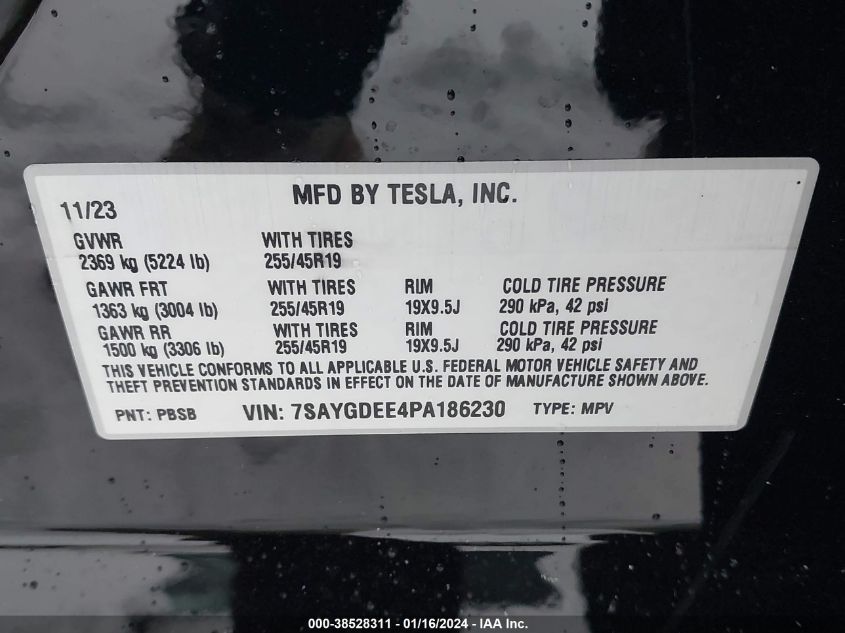 MFD BY TESLA, INC.
11/23
GVWR WITH TIRES
2369 kg (5224 lb) 255/45R19
GAWR FRT WITH TIRES RIM COLD TIRE PRESSURE
1363 kg (3004 lb) 255/45R19 19X9.5J 290 kPa, 42 psi
GAWR RR WITH TIRES RIM COLD TIRE PRESSURE
1500 kg (3306 lb) 255/45R19 19X9.5J 290 kPa, 42 psi
THIS VEHICLE CONFORMS TO ALL APPLICABLE U.S. FEDERAL MOTOR VEHICLE SAFETY AND
THEFT PREVENTION STANDARDS IN EFFECT ON THE DATE OF MANUFACTURE SHOWN ABOVE.
PNT: PBSB VIN: 7SAYGDEE4PA186230 TYPE: MPV
000-38528311 - 01/16/2024 - IAA Inc.